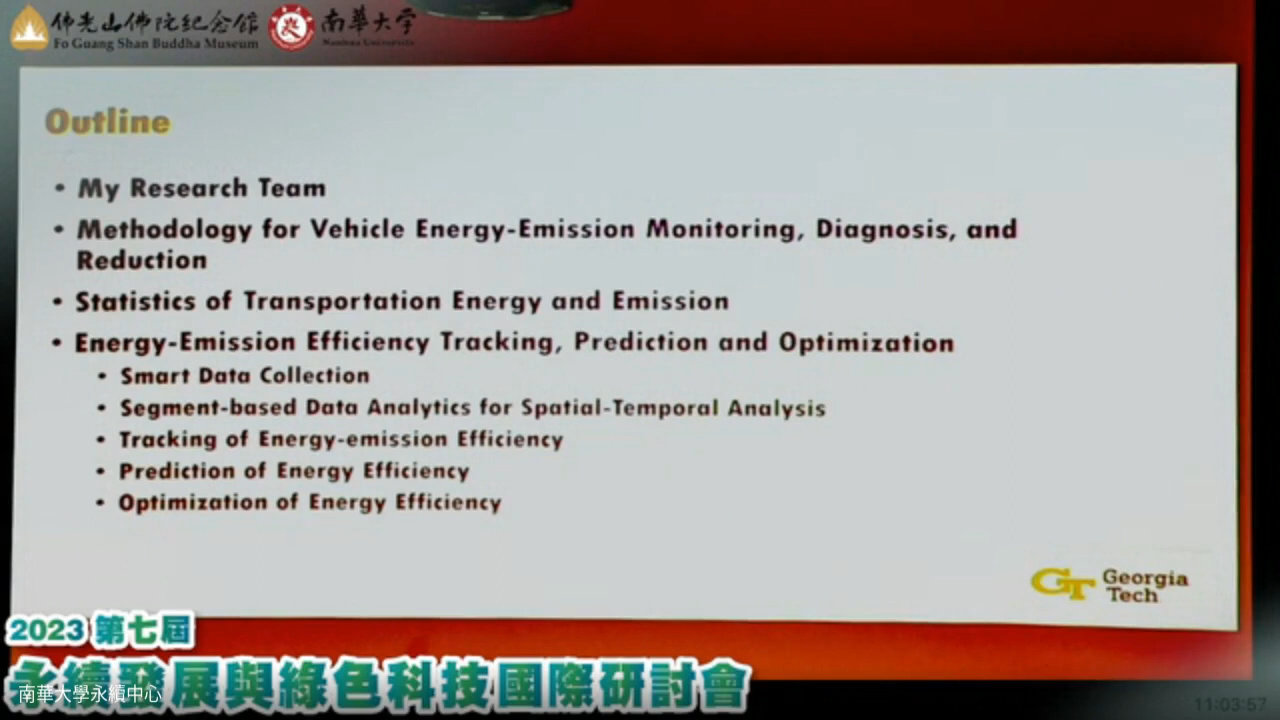 佛光山佛陀紀念館
Fo Guang Shan Buddha Museum
南華大學
Nanhua University
Outline
• My Research Team
• Methodology for Vehicle Energy-Emission Monitoring, Diagnosis, and
Reduction
• Statistics of Transportation Energy and Emission
• Energy-Emission Efficiency Tracking, Prediction and Optimization
• Smart Data Collection
• Segment-based Data Analytics for Spatial-Temporal Analysis
• Tracking of Energy-emission Efficiency
• Prediction of Energy Efficiency
• Optimization of Energy Efficiency
GT Georgia
Tech
2023 第七屆
永續發展與綠色科技國際研討會
南華大學永續中心
11:03:57